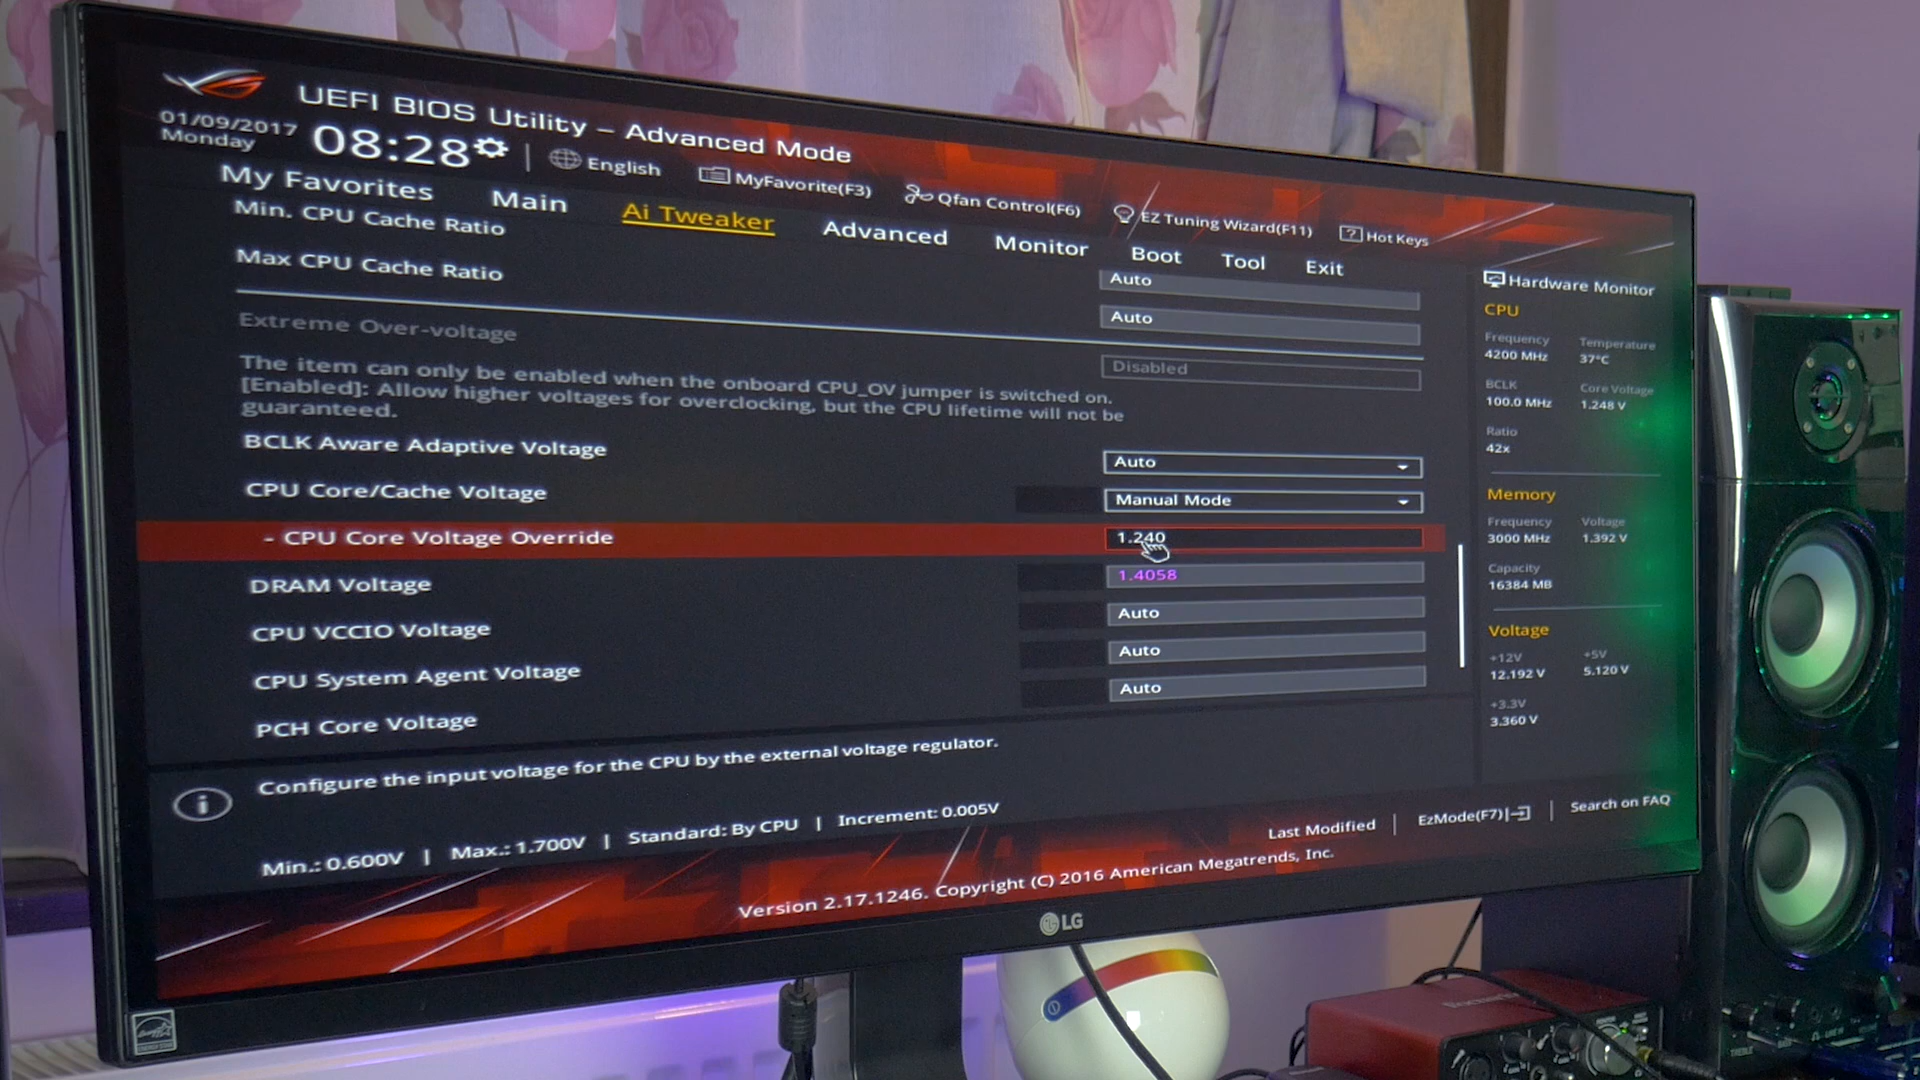 UEFI BIOS Utility – Advanced Mode
01/09/2017
Monday
08:28
English
MyFavorite(F3)
Qfan Control(F6)
EZ Tuning Wizard(F11)
? Hot Keys
My Favorites
Main
Ai Tweaker
Advanced
Monitor
Boot
Tool
Exit
Min. CPU Cache Ratio
Auto
Max CPU Cache Ratio
Auto
Extreme Over-voltage
Disabled
The item can only be enabled when the onboard CPU_OV jumper is switched on.
[Enabled]: Allow higher voltages for overclocking, but the CPU lifetime will not be
guaranteed.
BCLK Aware Adaptive Voltage
Auto
CPU Core/Cache Voltage
Manual Mode
- CPU Core Voltage Override
1.240
DRAM Voltage
1.4058
CPU VCCIO Voltage
Auto
CPU System Agent Voltage
Auto
PCH Core Voltage
Auto
Configure the input voltage for the CPU by the external voltage regulator.
Min.: 0.600V | Max.: 1.700V | Standard: By CPU | Increment: 0.005V
Hardware Monitor
CPU
Frequency Temperature
4200 MHz 37°C
BCLK Core Voltage
100.0 MHz 1.248 V
Ratio
42x
Memory
Frequency Voltage
3000 MHz 1.392 V
Capacity
16384 MB
Voltage
+12V +5V
12.192 V 5.120 V
+3.3V
3.360 V
Last Modified | EzMode(F7) | Search on FAQ
Version 2.17.1246. Copyright (C) 2016 American Megatrends, Inc.
LG